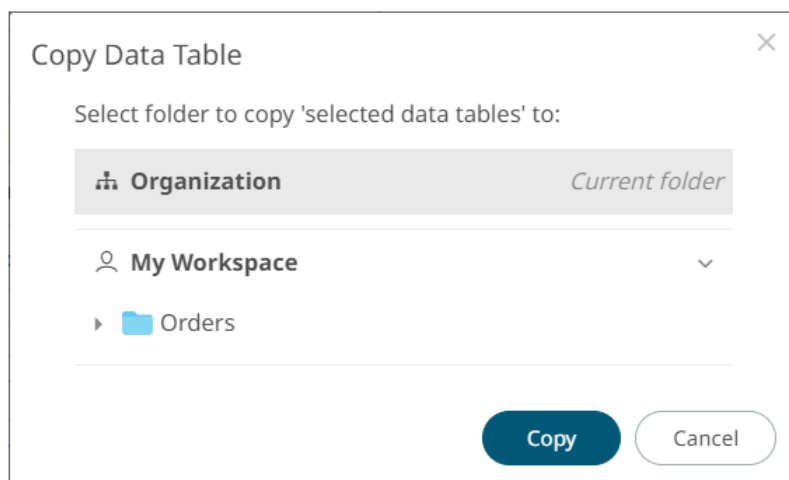 Copy Data Table
Select folder to copy 'selected data tables' to:
Organization Current folder
My Workspace
Orders
Copy Cancel